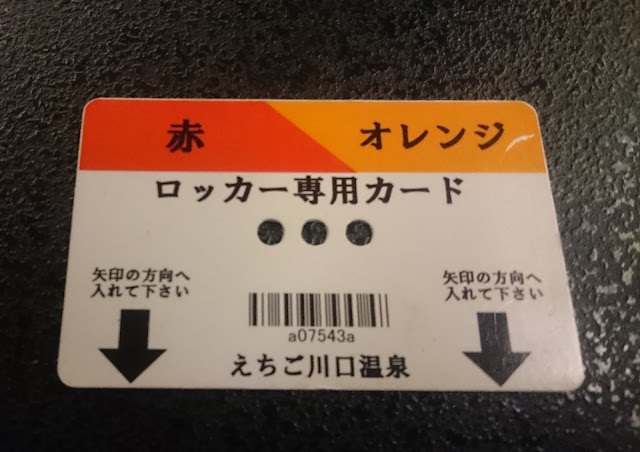 赤 オレンジ
ロッカー専用カード
矢印の方向へ
入れて下さい
矢印の方向へ
入れて下さい
a07543a
えちご川口温泉